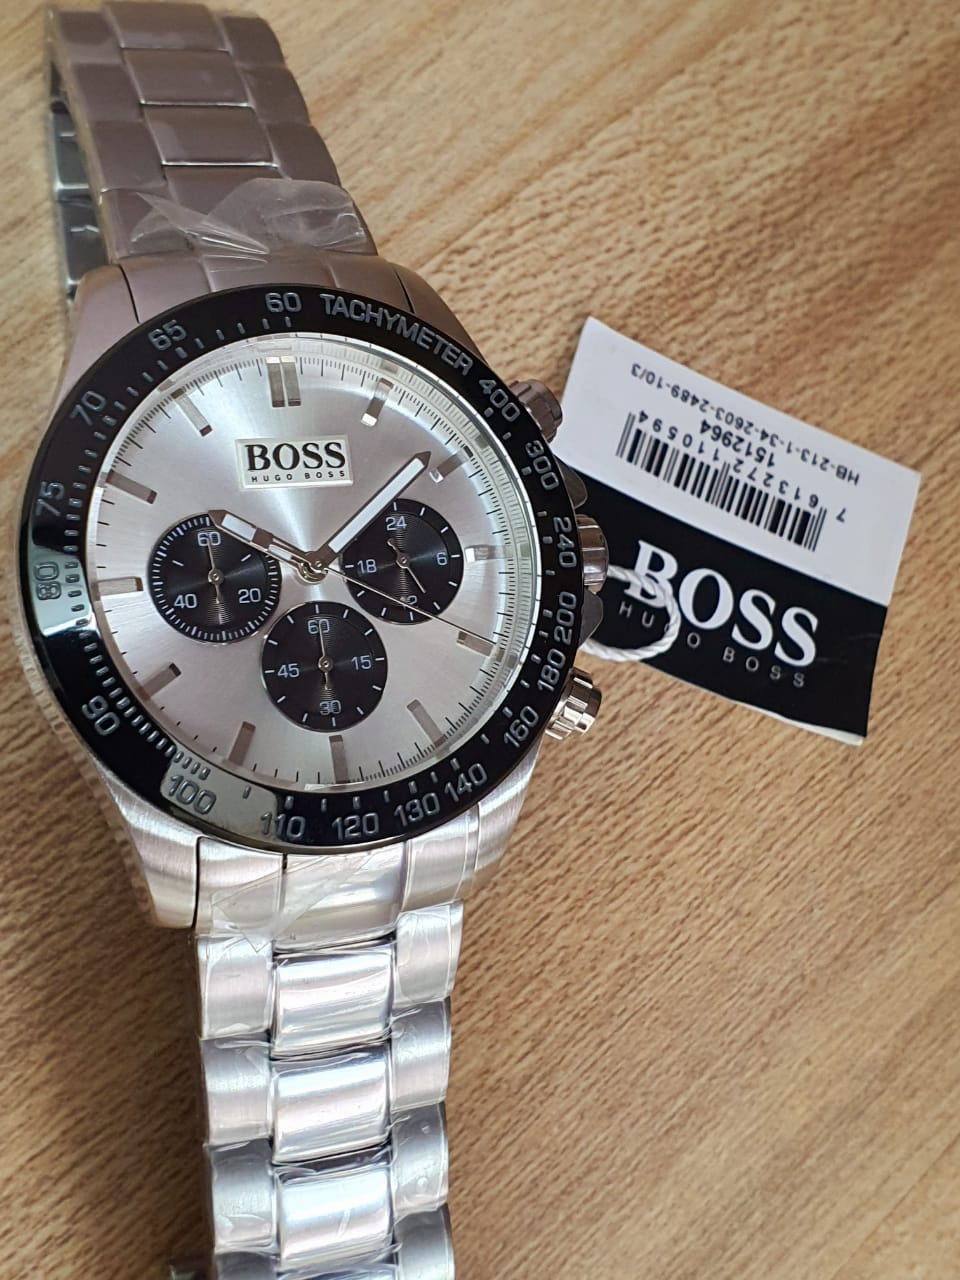 60 TACHYMETER 400 300 240 200 180 160 140 130 120 110 100 90 80 75 70 65
BOSS
HUGO BOSS
60
20
40
24
6
12
18
60
15
30
45
HB-213-1-34-2603-2489-10/3
1512964
7 613272 110594
BOSS
HUGO BOSS